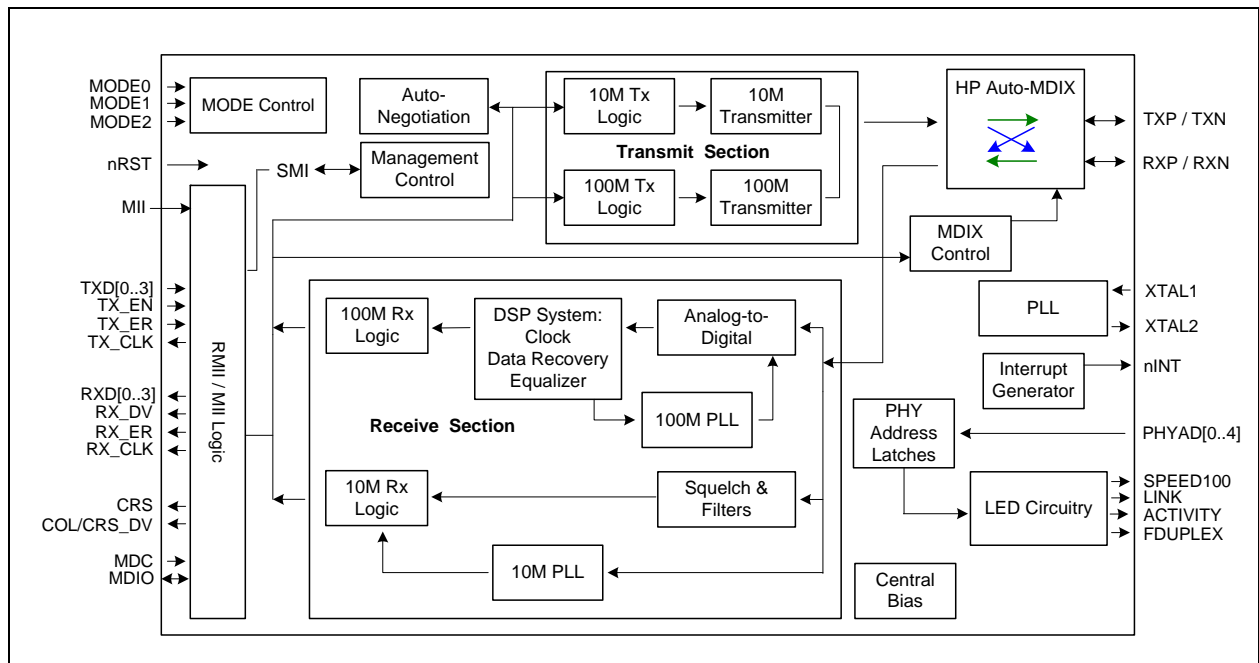 MODE0
MODE1
MODE2
MODE Control
nRST
MII
TXD[0..3]
TX_EN
TX_ER
TX_CLK
RXD[0..3]
RX_DV
RX_ER
RX_CLK
CRS
COL/CRS_DV
MDC
MDIO
RMII / MII Logic
SMI
Auto-
Negotiation
Management
Control
10M Tx
Logic
10M
Transmitter
Transmit Section
100M Tx
Logic
100M
Transmitter
HP Auto-MDIX
TXP / TXN
RXP / RXN
MDIX
Control
100M Rx
Logic
DSP System:
Clock
Data Recovery
Equalizer
Analog-to-
Digital
100M PLL
Receive Section
10M Rx
Logic
Squelch &
Filters
10M PLL
PLL
XTAL1
XTAL2
Interrupt
Generator
nINT
PHY
Address
Latches
PHYAD[0..4]
LED Circuitry
SPEED100
LINK
ACTIVITY
FDUPLEX
Central
Bias